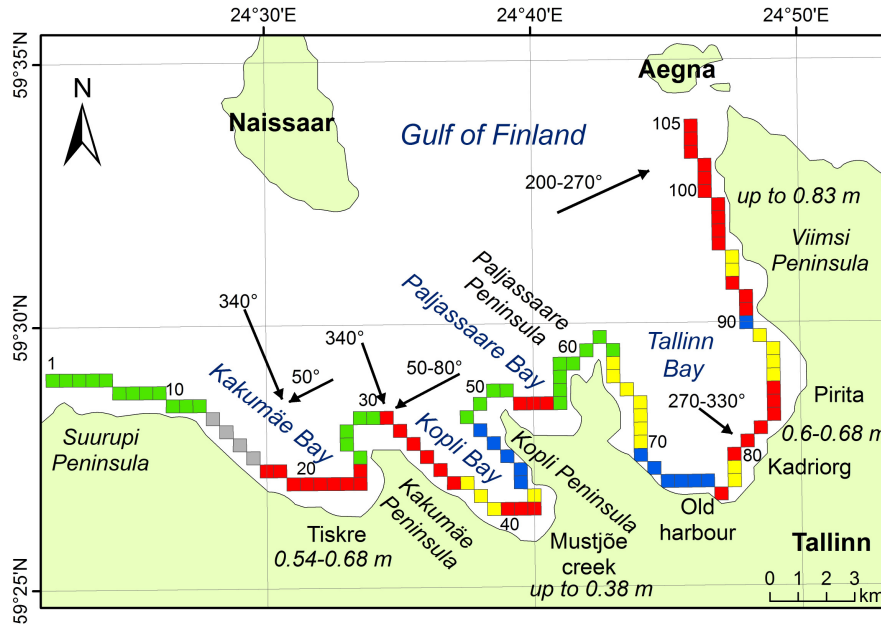 24°30'
24°40'
24°50'
59°35'
59°30'
59°25'
N
Naissaar
Aegna
Gulf of Finland
105
200-270°
100
up to 0.83 m
Viimsi
Peninsula
Paljassaare
Peninsula
Paljassaare Bay
340°
340°
90
60
Tallinn
Bay
1
50°
50-80°
50
10
Kakumäe Bay
30
270-330°
Pirita
Suurupi
Peninsula
Kopli Bay
Kopli Peninsula
70
0.6-0.68 m
80
Kadriorg
20
Kakumäe
Peninsula
40
Old
harbour
Tiskre
0.54-0.68 m
Mustjõe
creek
up to 0.38 m
Tallinn
0 1 2 3
km